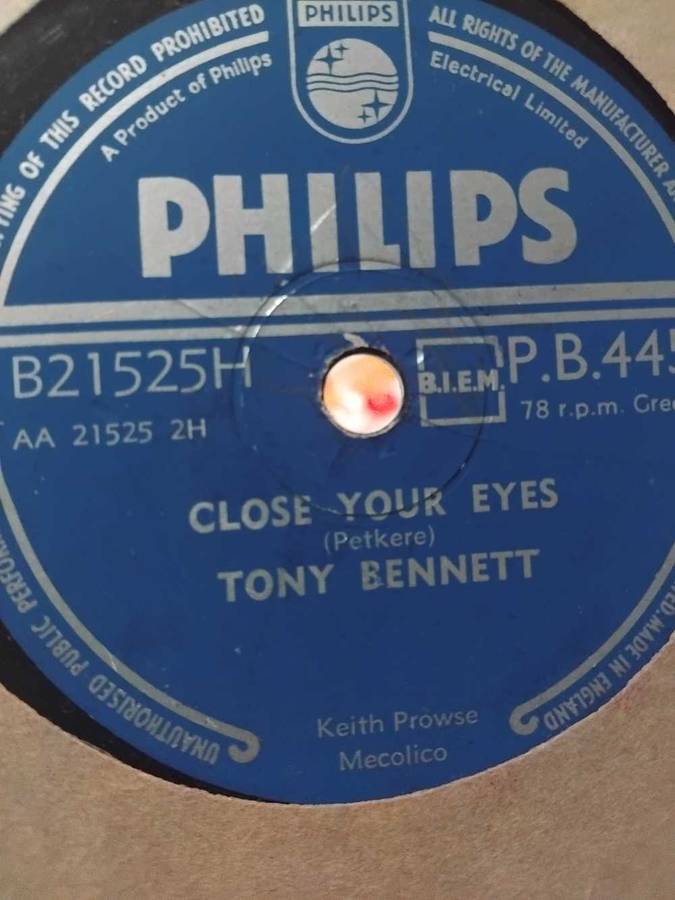 PHILIPS
OF THIS RECORD PROHIBITED
ALL RIGHTS OF THE MANUFACTURER
A Product of Philips
Electrical Limited
PHILIPS
B21525H
B.I.E.M.
P.B.445
AA 21525 2H
78 r.p.m.
CLOSE YOUR EYES
(Petkere)
TONY BENNETT
Keith Prowse
Mecolico
UNAUTHORISED PUBLIC
MADE IN ENGLAND